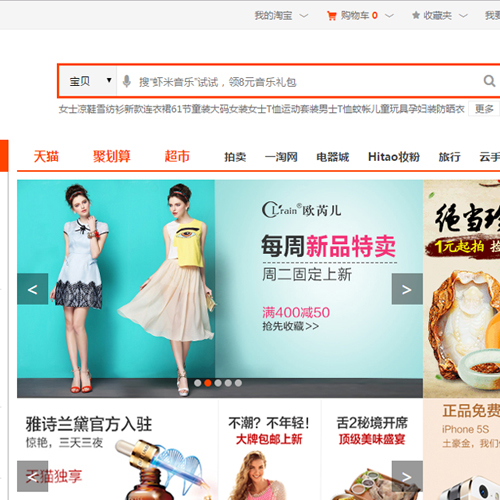 我的淘宝 购物车 0 ★ 收藏夹 我要
宝贝 搜“虾米音乐”试试，领8元音乐礼包
女士凉鞋雪纺衫新款连衣裙61节童装大码女装女士T恤运动套装男士T恤蚊帐儿童玩具孕妇装防晒衣 更多
天猫 聚划算 超市 拍卖 一淘网 电器城 Hitao妆粉 旅行 云手
CL'rain®欧芮儿
每周新品特卖
周二固定上新
满400减50
抢先收藏>>
绝当珍
1元起拍 捡
< >
雅诗兰黛官方入驻
惊艳，三天三夜
天猫独享
不潮？不年轻！
大牌包邮上新
舌2秘境开席
顶级美味盛宴
正品免费
iPhone 5S
土豪金，我们
< >